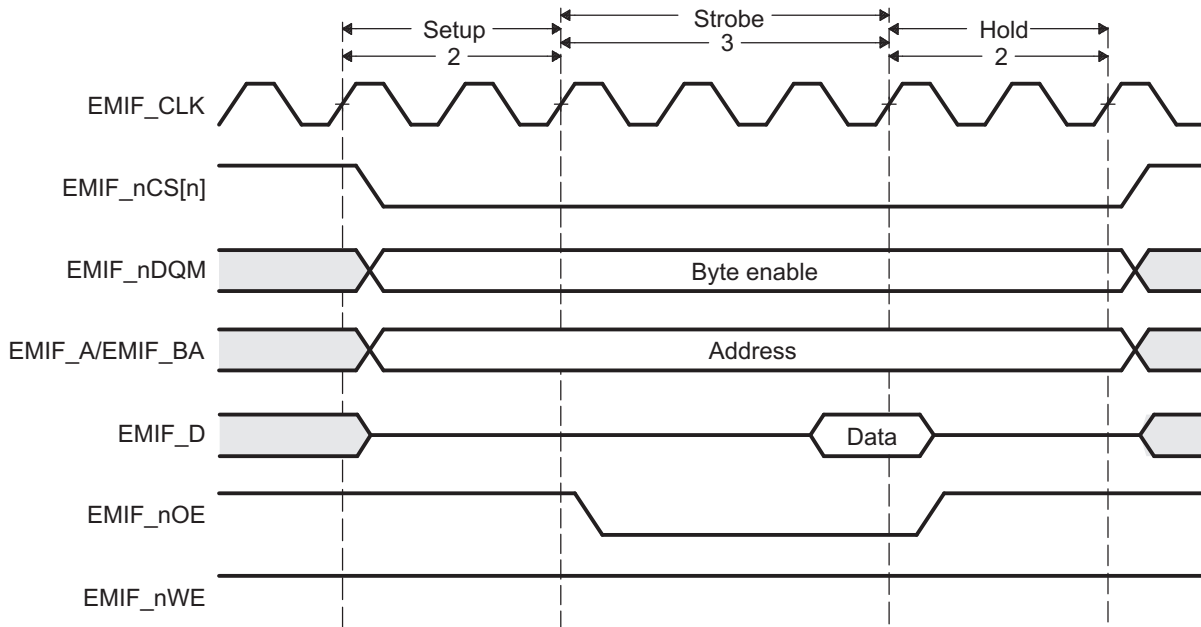 Setup
Strobe
Hold
2
3
2
EMIF_CLK
EMIF_nCS[n]
EMIF_nDQM
Byte enable
EMIF_A/EMIF_BA
Address
EMIF_D
Data
EMIF_nOE
EMIF_nWE